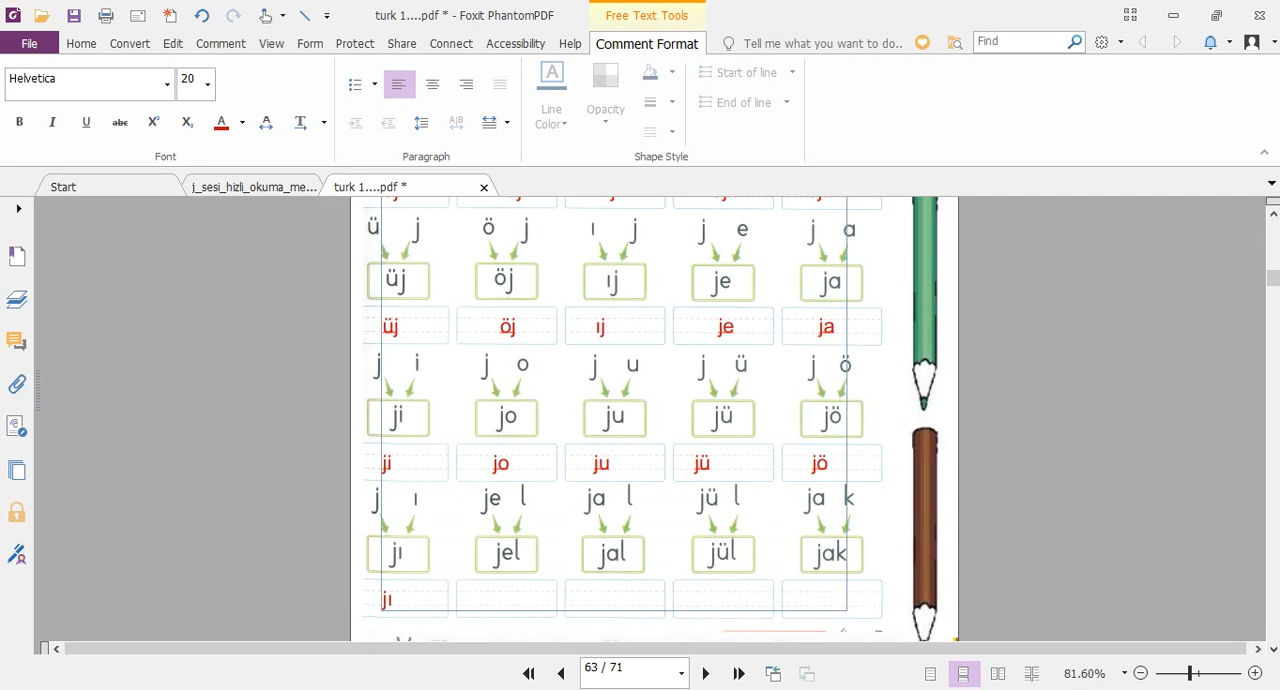 turk 1....pdf * - Foxit PhantomPDF
Free Text Tools
File Home Convert Edit Comment View Form Protect Share Connect Accessibility Help Comment Format Tell me what you want to do.. Find
Helvetica 20
Line Color
Opacity
Start of line
End of line
B I U abc X² X₂ A A T
Font Paragraph Shape Style
Start j_sesi_hizli_okuma_me... turk 1....pdf *
ü j ö j ı j j e j a
üj öj ıj je ja
üj öj ıj je ja
j i j o j u j ü j ö
ji jo ju jü jö
ji jo ju jü jö
j ı je l ja l jü l ja k
jı jel jal jül jak
jı
63 / 71 81.60%